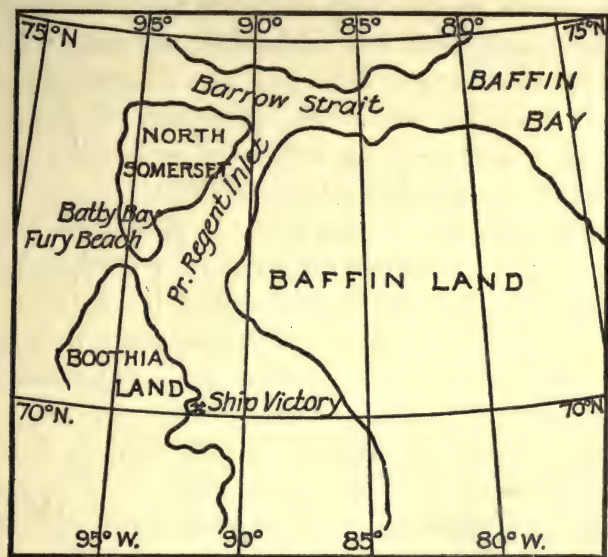 75°N
95°
90°
85°
80°
75°N
BAFFIN
BAY
Barrow Strait
NORTH
SOMERSET
Pr. Regent Inlet
Batty Bay
Fury Beach
BAFFIN LAND
BOOTHIA
LAND
Ship Victory
70°N.
70°N
95°W.
90°
85°
80°W.